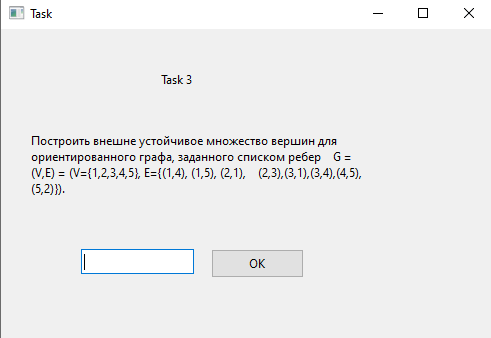 Task
Task 3
Построить внешне устойчивое множество вершин для
ориентированного графа, заданного списком ребер G =
(V,E) = (V={1,2,3,4,5}, E={(1,4), (1,5), (2,1), (2,3),(3,1),(3,4),(4,5),
(5,2)}).
OK